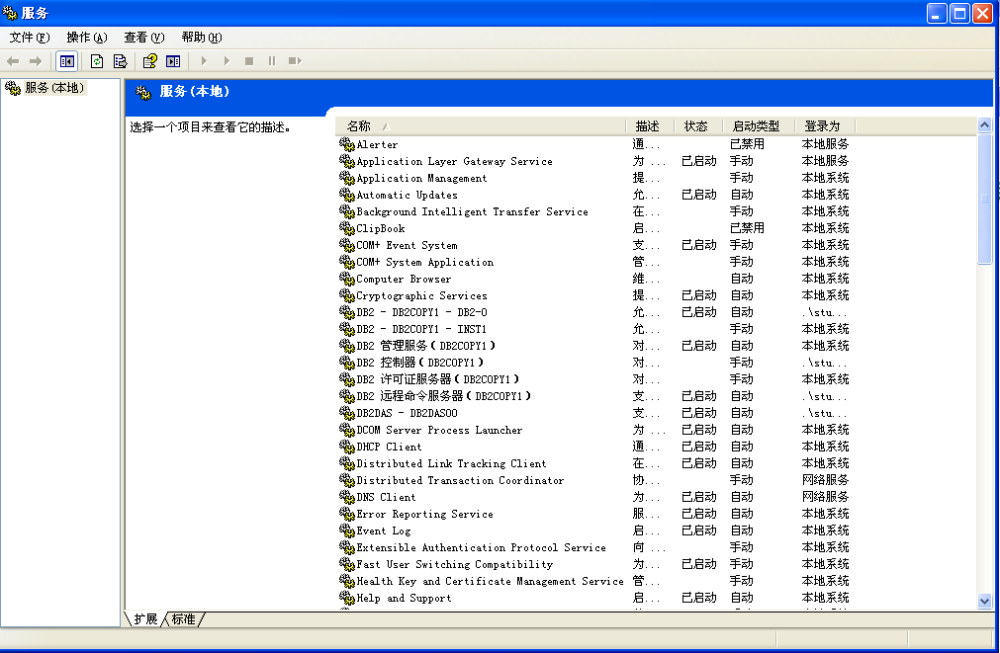 服务
文件(F) 操作(A) 查看(V) 帮助(H)
服务(本地)
服务(本地)
选择一个项目来查看它的描述。
名称 描述 状态 启动类型 登录为
Alerter 通... 已禁用 本地服务
Application Layer Gateway Service 为 ... 已启动 手动 本地服务
Application Management 提... 手动 本地系统
Automatic Updates 允... 已启动 自动 本地系统
Background Intelligent Transfer Service 在... 手动 本地系统
ClipBook 启... 已禁用 本地系统
COM+ Event System 支... 已启动 手动 本地系统
COM+ System Application 管... 手动 本地系统
Computer Browser 维... 自动 本地系统
Cryptographic Services 提... 已启动 自动 本地系统
DB2 - DB2COPY1 - DB2-0 允... 已启动 自动 .\stu...
DB2 - DB2COPY1 - INST1 允... 手动 本地系统
DB2 管理服务(DB2COPY1) 对... 已启动 自动 本地系统
DB2 控制器(DB2COPY1) 对... 手动 .\stu...
DB2 许可证服务器(DB2COPY1) 对... 手动 本地系统
DB2 远程命令服务器(DB2COPY1) 支... 已启动 自动 .\stu...
DB2DAS - DB2DAS00 支... 已启动 自动 .\stu...
DCOM Server Process Launcher 为 ... 已启动 自动 本地系统
DHCP Client 通... 已启动 自动 本地系统
Distributed Link Tracking Client 在... 已启动 自动 本地系统
Distributed Transaction Coordinator 协... 手动 网络服务
DNS Client 为... 已启动 自动 网络服务
Error Reporting Service 服... 已启动 自动 本地系统
Event Log 启... 已启动 自动 本地系统
Extensible Authentication Protocol Service 向 ... 手动 本地系统
Fast User Switching Compatibility 为... 已启动 手动 本地系统
Health Key and Certificate Management Service 管... 手动 本地系统
Help and Support 启... 已启动 自动 本地系统
扩展 标准